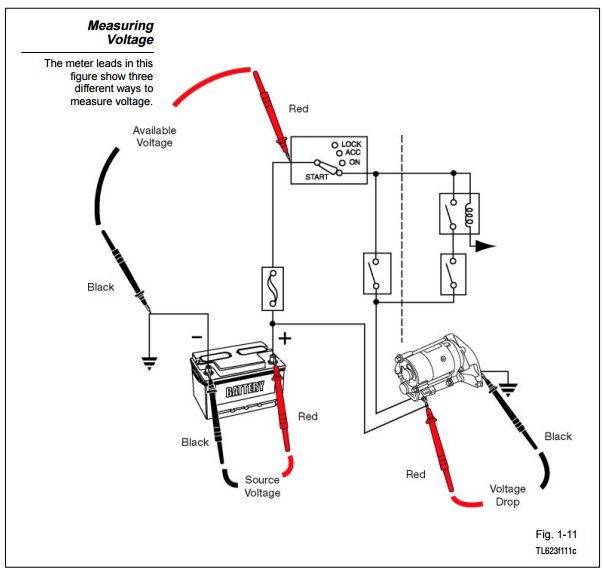 Measuring
Voltage
The meter leads in this
figure show three
different ways to
measure voltage.
Available
Voltage
Red
LOCK
ACC
ON
START
Black
−
+
BATTERY
Black
Red
Source
Voltage
Red
Black
Voltage
Drop
Fig. 1-11
TL623f111c